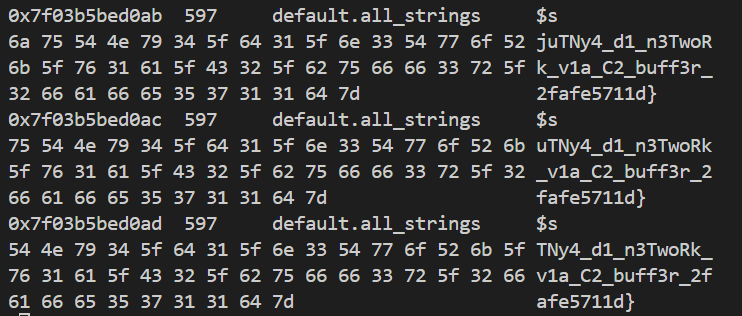 0x7f03b5bed0ab 597 default.all_strings $s
6a 75 54 4e 79 34 5f 64 31 5f 6e 33 54 77 6f 52 juTNy4_d1_n3TwoR
6b 5f 76 31 61 5f 43 32 5f 62 75 66 66 33 72 5f k_v1a_C2_buff3r_
32 66 61 66 65 35 37 31 31 64 7d 2fafe5711d}
0x7f03b5bed0ac 597 default.all_strings $s
75 54 4e 79 34 5f 64 31 5f 6e 33 54 77 6f 52 6b uTNy4_d1_n3TwoRk
5f 76 31 61 5f 43 32 5f 62 75 66 66 33 72 5f 32 _v1a_C2_buff3r_2
66 61 66 65 35 37 31 31 64 7d fafe5711d}
0x7f03b5bed0ad 597 default.all_strings $s
54 4e 79 34 5f 64 31 5f 6e 33 54 77 6f 52 6b 5f TNy4_d1_n3TwoRk_
76 31 61 5f 43 32 5f 62 75 66 66 33 72 5f 32 66 v1a_C2_buff3r_2f
61 66 65 35 37 31 31 64 7d afe5711d}